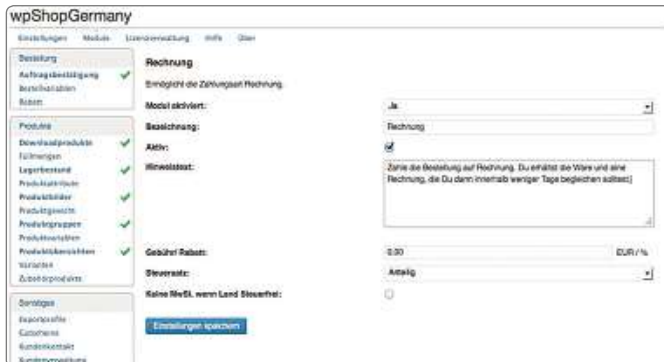 wpShopGermany
Einstellungen Module Lizenzverwaltung Hilfe Über
Bestellung
Auftragsbestätigung
Bestellvariablen
Rabatt
Produkte
Downloadprodukte
Füllmengen
Lagerbestand
Produktattribute
Produktbilder
Produktgewicht
Produktgruppen
Produktvariablen
Produktübersichten
Varianten
Zubehörprodukte
Sonstiges
Exportprofile
Gutscheine
Kundenkontakt
Kundenverwaltung
Rechnung
Ermöglicht die Zahlungsart Rechnung.
Modul aktiviert: Ja
Bezeichnung: Rechnung
Aktiv:
Hinweistext: Zahle die Bestellung auf Rechnung. Du erhälst die Ware und eine
Rechnung, die Du dann innerhalb weniger Tage begleichen solltest.
Gebühr/ Rabatt: 0.00 EUR / %
Steuersatz: Anteilig
Keine MwSt. wenn Land Steuerfrei:
Einstellungen speichern